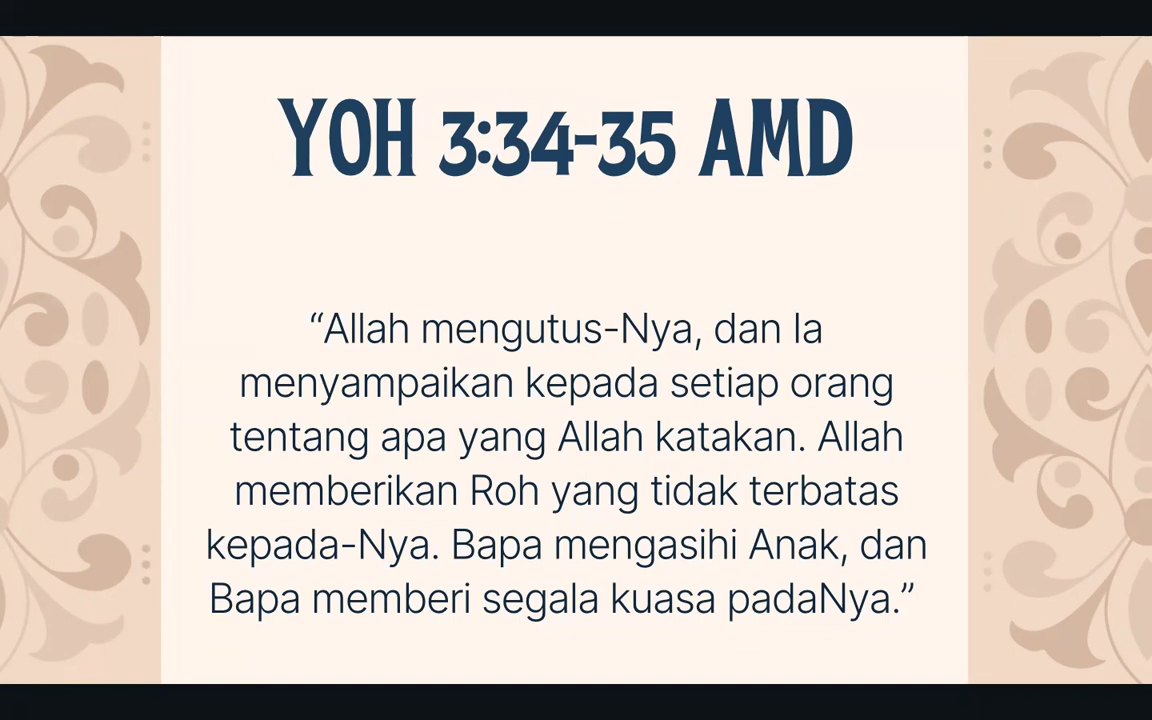 YOH 3:34-35 AMD
“Allah mengutus-Nya, dan Ia
menyampaikan kepada setiap orang
tentang apa yang Allah katakan. Allah
memberikan Roh yang tidak terbatas
kepada-Nya. Bapa mengasihi Anak, dan
Bapa memberi segala kuasa padaNya.”